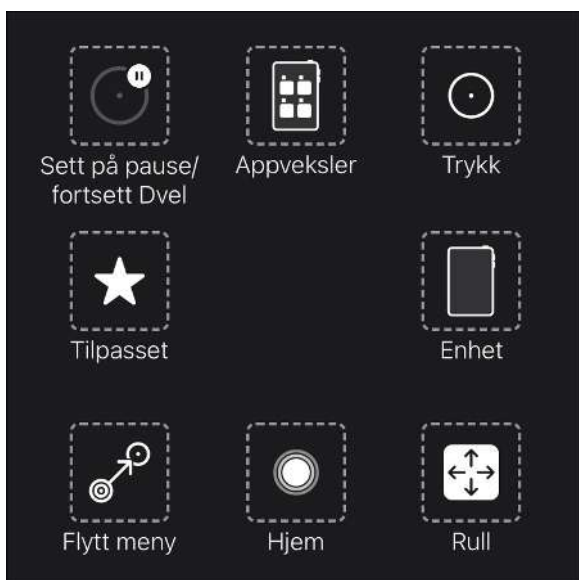 Sett på pause/
fortsett Dvel
Appveksler
Trykk
Tilpasset
Enhet
Flytt meny
Hjem
Rull